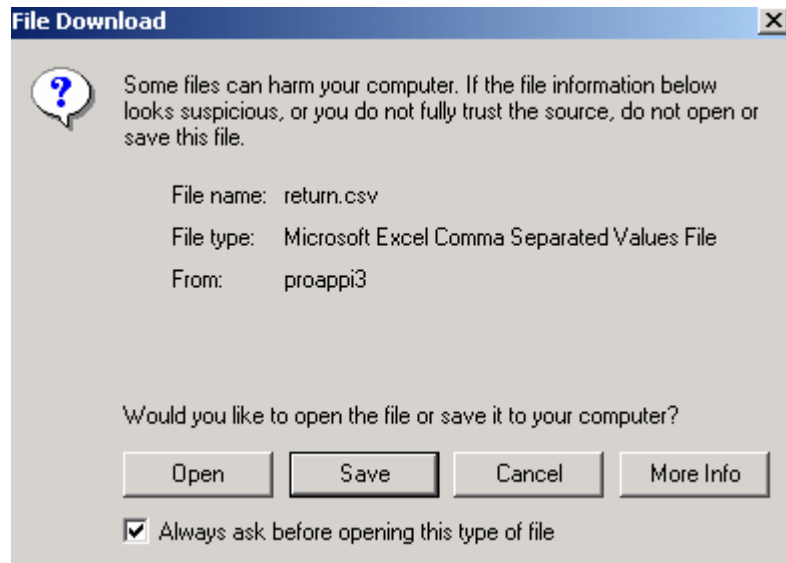 File Download
Some files can harm your computer. If the file information below
looks suspicious, or you do not fully trust the source, do not open or
save this file.
File name: return.csv
File type: Microsoft Excel Comma Separated Values File
From: proappi3
Would you like to open the file or save it to your computer?
Open Save Cancel More Info
Always ask before opening this type of file